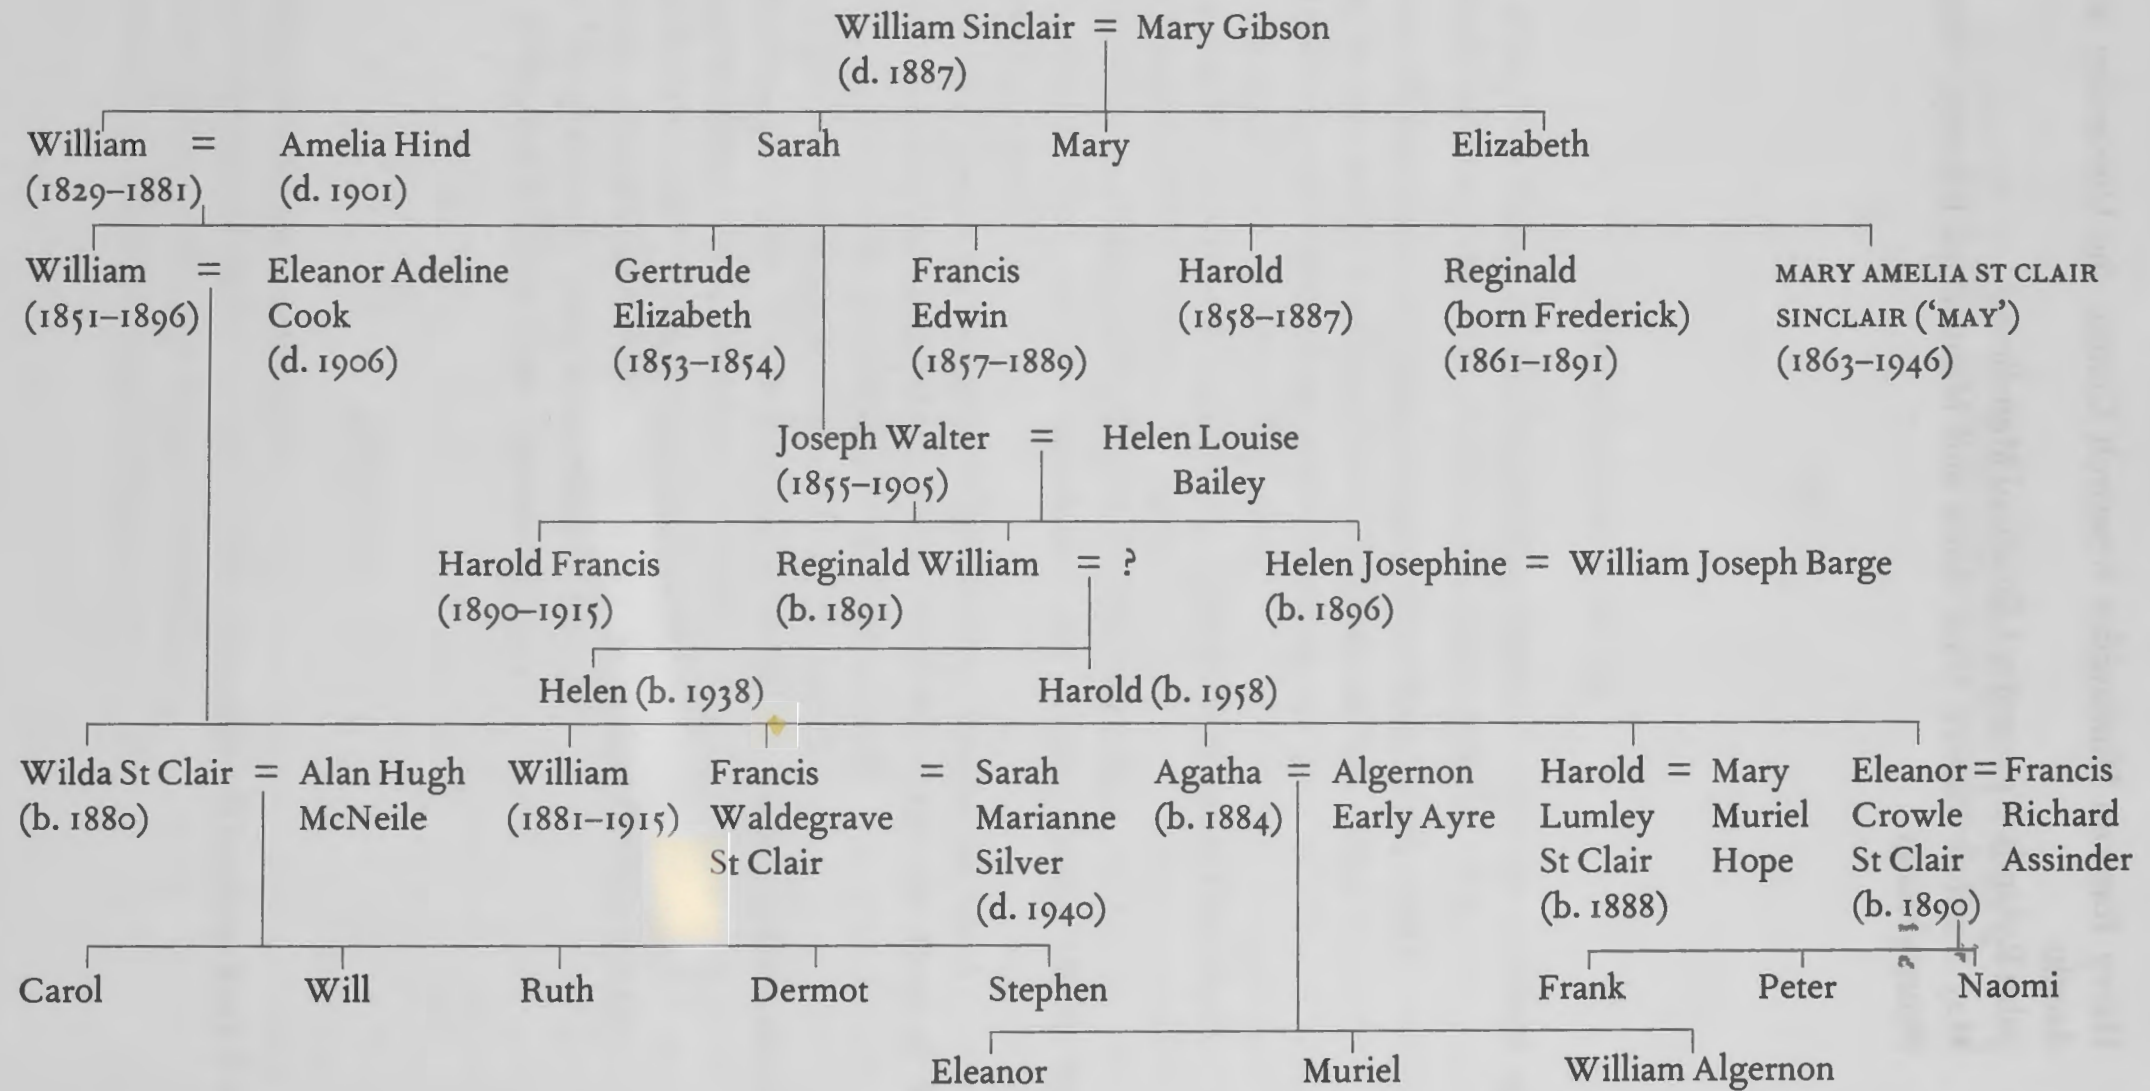 William Sinclair = Mary Gibson
(d. 1887)
William = Amelia Hind Sarah Mary Elizabeth
(1829–1881) (d. 1901)
William = Eleanor Adeline Gertrude Francis Harold Reginald MARY AMELIA ST CLAIR
(1851–1896) Cook Elizabeth Edwin (1858–1887) (born Frederick) SINCLAIR (‘MAY’)
(d. 1906) (1853–1854) (1857–1889) (1861–1891) (1863–1946)
Joseph Walter = Helen Louise
(1855–1905) Bailey
Harold Francis Reginald William = ? Helen Josephine = William Joseph Barge
(1890–1915) (b. 1891) (b. 1896)
Helen (b. 1938) Harold (b. 1958)
Wilda St Clair = Alan Hugh William Francis = Sarah Agatha = Algernon Harold = Mary Eleanor = Francis
(b. 1880) McNeile (1881–1915) Waldegrave Marianne (b. 1884) Early Ayre Lumley Muriel Crowle Richard
St Clair Silver St Clair Hope St Clair Assinder
(d. 1940) (b. 1888) (b. 1890)
Carol Will Ruth Dermot Stephen Frank Peter Naomi
Eleanor Muriel William Algernon